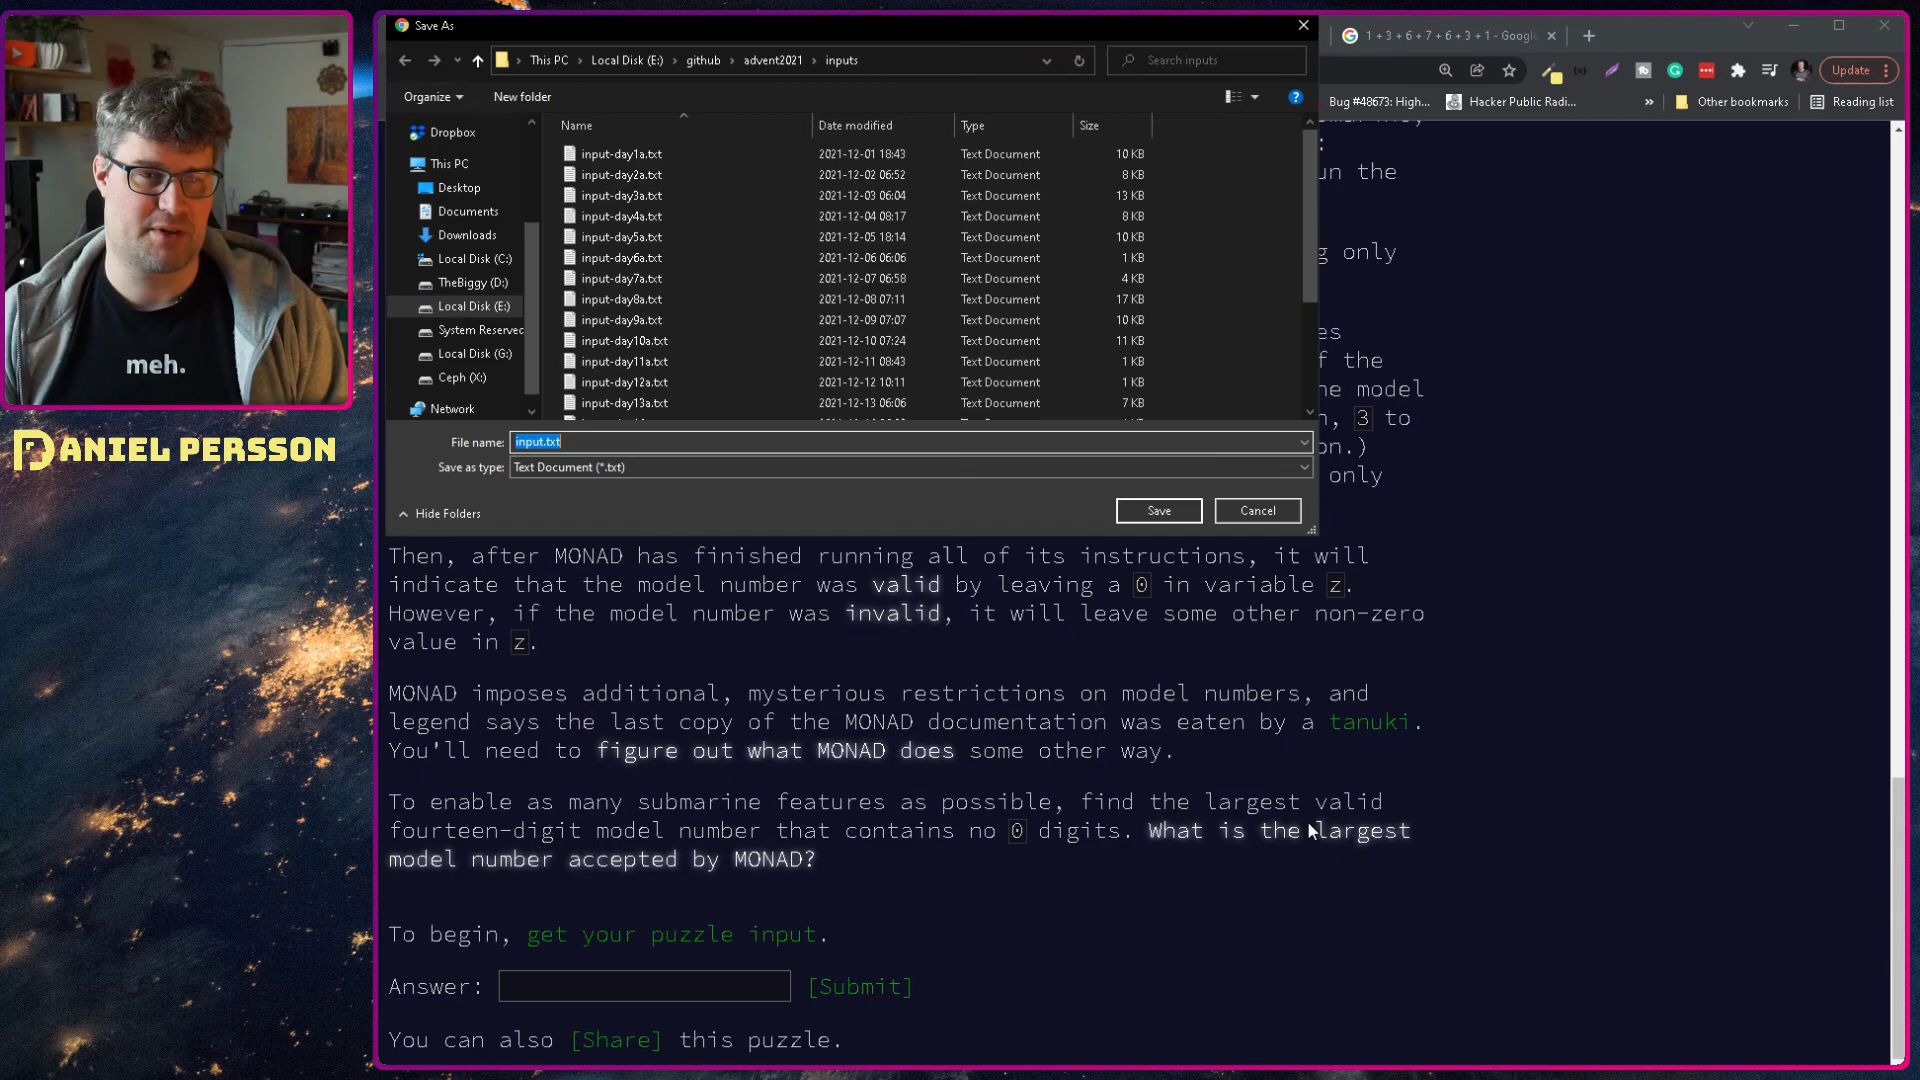 Save As
This PC > Local Disk (E:) > github > advent2021 > inputs
Search inputs
Organize
New folder
Name
Date modified
Type
Size
Dropbox
This PC
Desktop
Documents
Downloads
Local Disk (C:)
TheBiggy (D:)
Local Disk (E:)
System Reserved
Local Disk (G:)
Ceph (X:)
Network
input-day1a.txt 2021-12-01 18:43 Text Document 10 KB
input-day2a.txt 2021-12-02 06:52 Text Document 8 KB
input-day3a.txt 2021-12-03 06:04 Text Document 13 KB
input-day4a.txt 2021-12-04 08:17 Text Document 8 KB
input-day5a.txt 2021-12-05 18:14 Text Document 10 KB
input-day6a.txt 2021-12-06 06:06 Text Document 1 KB
input-day7a.txt 2021-12-07 06:58 Text Document 4 KB
input-day8a.txt 2021-12-08 07:11 Text Document 17 KB
input-day9a.txt 2021-12-09 07:07 Text Document 10 KB
input-day10a.txt 2021-12-10 07:24 Text Document 11 KB
input-day11a.txt 2021-12-11 08:43 Text Document 1 KB
input-day12a.txt 2021-12-12 10:11 Text Document 1 KB
input-day13a.txt 2021-12-13 06:06 Text Document 7 KB
File name: input.txt
Save as type: Text Document (*.txt)
Hide Folders
Save
Cancel
1 + 3 + 6 + 7 + 6 + 3 + 1 - Google
Update
Bug #48673: High...
Hacker Public Radi...
»
Other bookmarks
Reading list
un the
g only
es
f the
ne model
n, 3 to
on.)
only
meh.
DANIEL PERSSON
Then, after MONAD has finished running all of its instructions, it will
indicate that the model number was valid by leaving a 0 in variable z.
However, if the model number was invalid, it will leave some other non-zero
value in z.
MONAD imposes additional, mysterious restrictions on model numbers, and
legend says the last copy of the MONAD documentation was eaten by a tanuki.
You'll need to figure out what MONAD does some other way.
To enable as many submarine features as possible, find the largest valid
fourteen-digit model number that contains no 0 digits. What is the largest
model number accepted by MONAD?
To begin, get your puzzle input.
Answer:
[Submit]
You can also [Share] this puzzle.